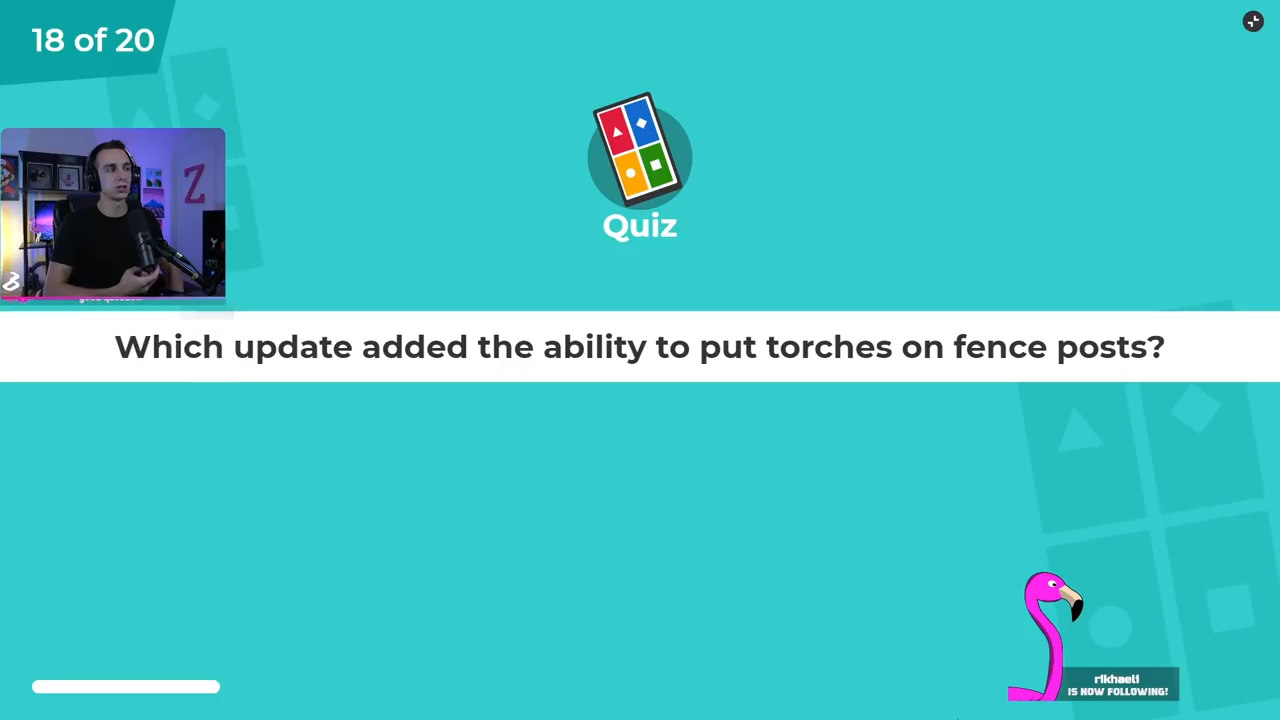 18 of 20
Z
Quiz
Which update added the ability to put torches on fence posts?
rikhaeli
IS NOW FOLLOWING!